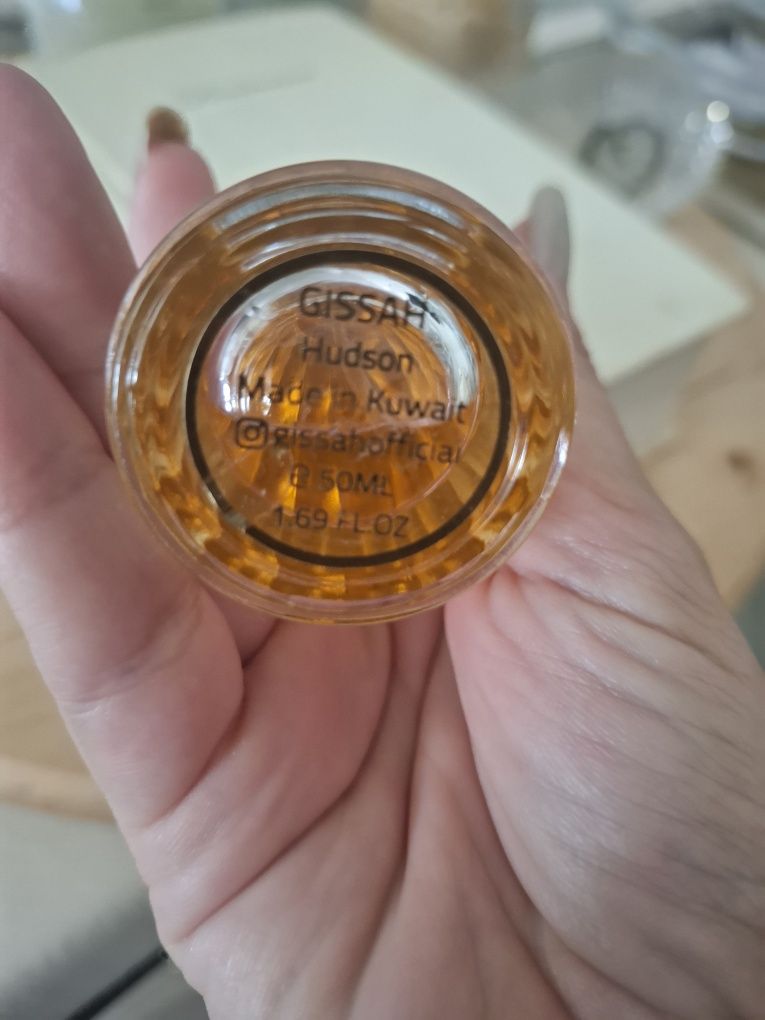 GISSAH
Hudson
Made in Kuwait
gissahofficial
e 50ML
1.69 FL.OZ